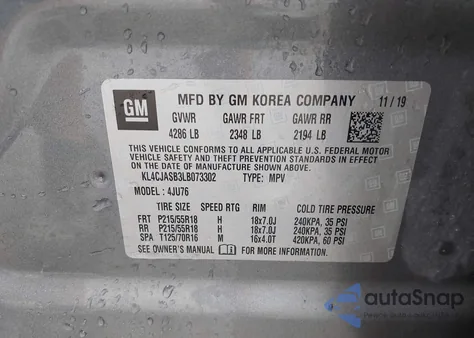 GM
MFD BY GM KOREA COMPANY 11/19
GVWR GAWR FRT GAWR RR
4286 LB 2348 LB 2194 LB
THIS VEHICLE CONFORMS TO ALL APPLICABLE U.S. FEDERAL MOTOR
VEHICLE SAFETY AND THEFT PREVENTION STANDARDS IN EFFECT ON THE
DATE OF MANUFACTURE SHOWN ABOVE.
KL4CJASB3LB073302 TYPE: MPV
MODEL: 4JU76
TIRE SIZE SPEED RTG RIM COLD TIRE PRESSURE
FRT P215/55R18 H 18x7.0J 240KPA, 35 PSI
RR P215/55R18 H 18x7.0J 240KPA, 35 PSI
SPA T125/70R16 M 16x4.0T 420KPA, 60 PSI
SEE OWNER'S MANUAL FOR MORE INFORMATION
autoSnap